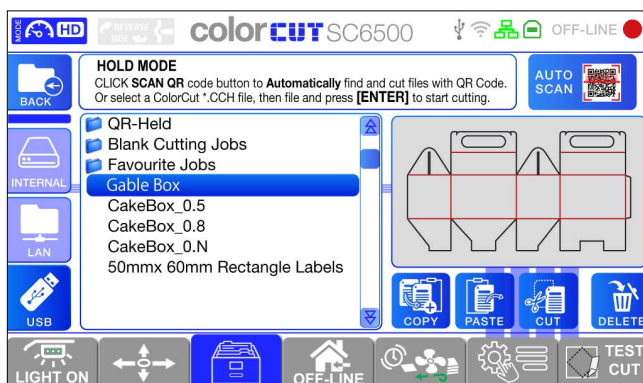 MODE
HD
REVERSE
SIDE
colorCUT SC6500
OFF-LINE
BACK
HOLD MODE
CLICK SCAN QR code button to Automatically find and cut files with QR Code.
Or select a ColorCut *.CCH file, then file and press [ENTER] to start cutting.
AUTO
SCAN
INTERNAL
LAN
USB
QR-Held
Blank Cutting Jobs
Favourite Jobs
Gable Box
CakeBox_0.5
CakeBox_0.8
CakeBox_0.N
50mmx 60mm Rectangle Labels
COPY
PASTE
CUT
DELETE
LIGHT ON
OFF-LINE
TEST
CUT